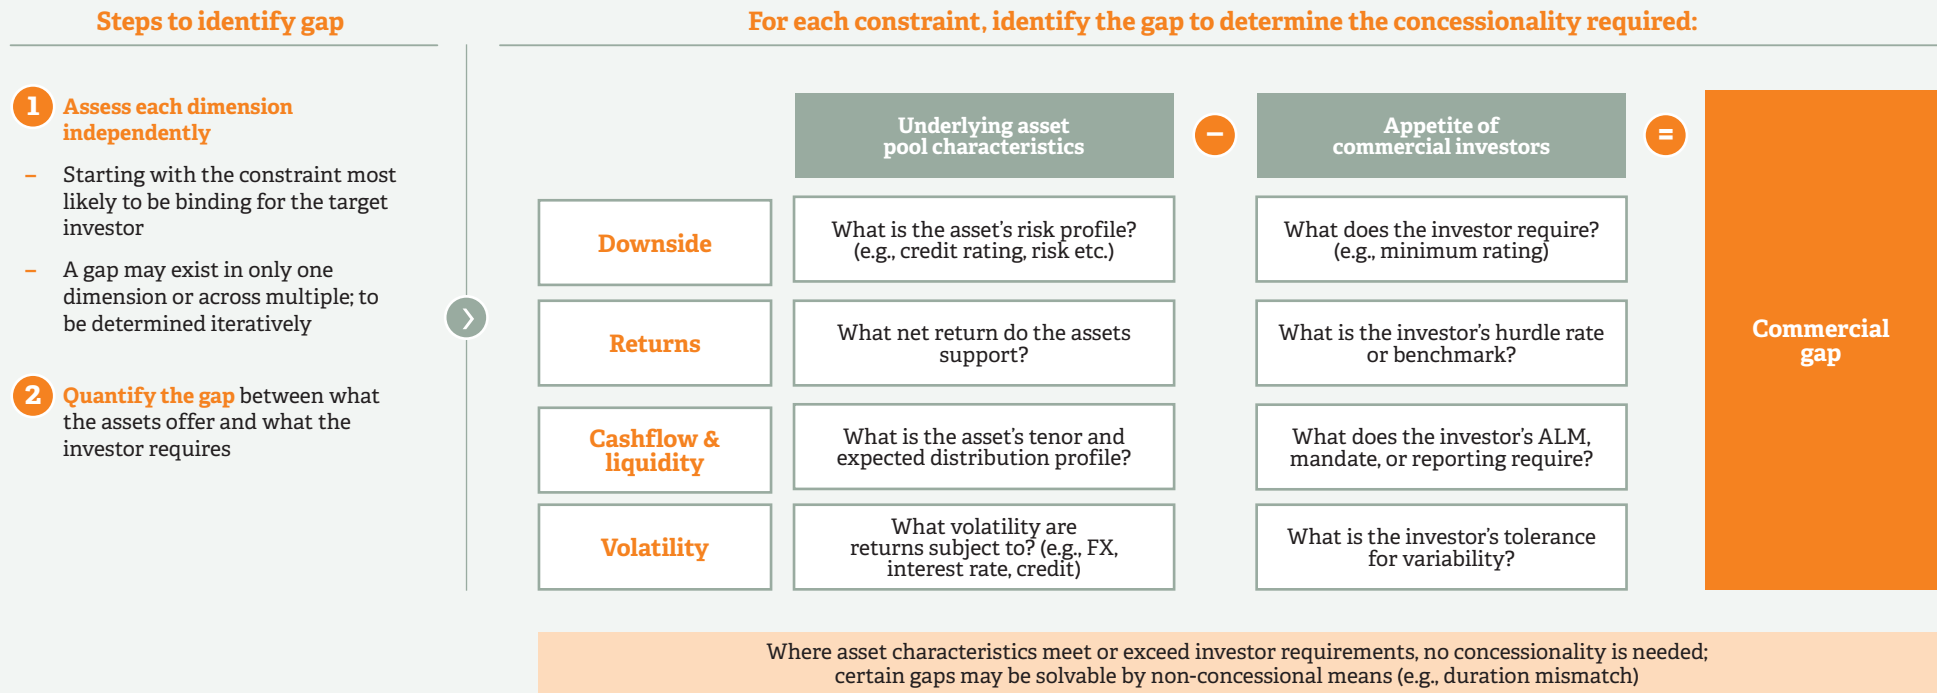 Steps to identify gap
For each constraint, identify the gap to determine the concessionality required:
1 Assess each dimension
independently
– Starting with the constraint most
likely to be binding for the target
investor
– A gap may exist in only one
dimension or across multiple; to
be determined iteratively
2 Quantify the gap between what
the assets offer and what the
investor requires
Underlying asset
pool characteristics
–
Appetite of
commercial investors
=
Commercial
gap
Downside
What is the asset's risk profile?
(e.g., credit rating, risk etc.)
What does the investor require?
(e.g., minimum rating)
Returns
What net return do the assets
support?
What is the investor's hurdle rate
or benchmark?
Cashflow &
liquidity
What is the asset's tenor and
expected distribution profile?
What does the investor's ALM,
mandate, or reporting require?
Volatility
What volatility are
returns subject to? (e.g., FX,
interest rate, credit)
What is the investor's tolerance
for variability?
Where asset characteristics meet or exceed investor requirements, no concessionality is needed;
certain gaps may be solvable by non-concessional means (e.g., duration mismatch)